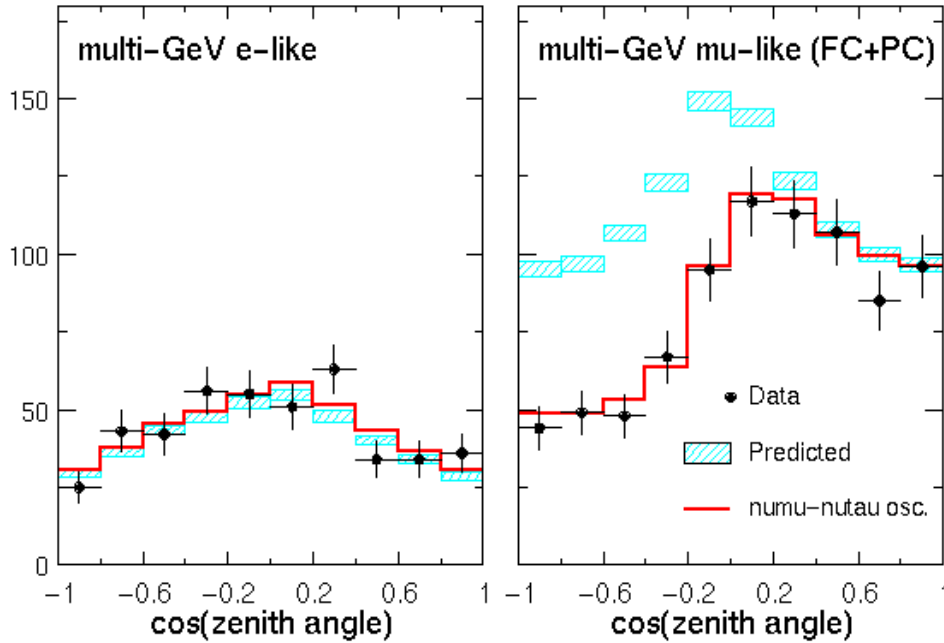 multi-GeV e-like
multi-GeV mu-like (FC+PC)
150
100
50
0
Data
Predicted
numu-nutau osc.
-1 -0.6 -0.2 0.2 0.6 1
-1 -0.6 -0.2 0.2 0.6 1
cos(zenith angle)
cos(zenith angle)